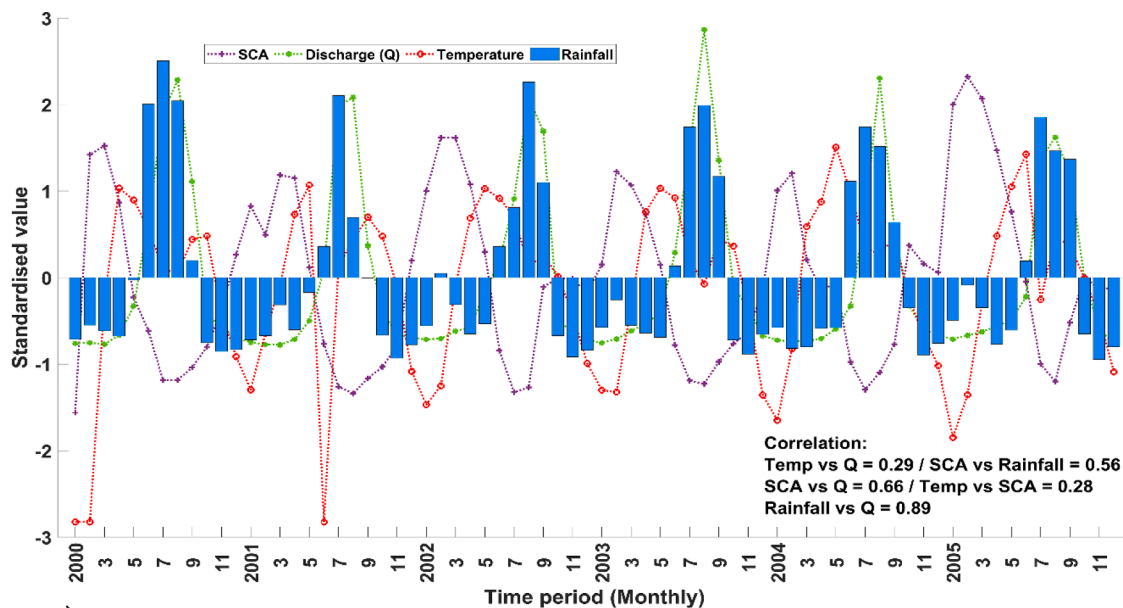 3
2
1
0
-1
-2
-3
Standardised value
SCA Discharge (Q) Temperature Rainfall
Correlation:
Temp vs Q = 0.29 / SCA vs Rainfall = 0.56
SCA vs Q = 0.66 / Temp vs SCA = 0.28
Rainfall vs Q = 0.89
2000 3 5 7 9 11 2001 3 5 7 9 11 2002 3 5 7 9 11 2003 3 5 7 9 11 2004 3 5 7 9 11 2005 3 5 7 9 11
Time period (Monthly)